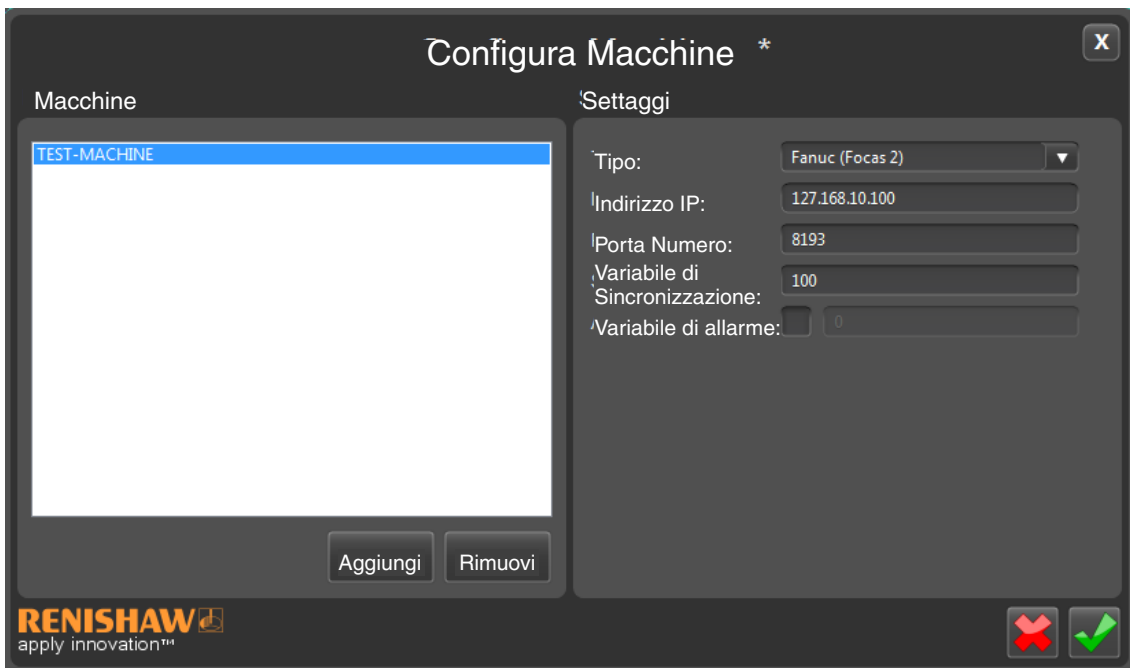 Configura Macchine *
X
Macchine
Settaggi
TEST-MACHINE
Tipo:
Fanuc (Focas 2)
Indirizzo IP:
127.168.10.100
Porta Numero:
8193
Variabile di
Sincronizzazione:
100
Variabile di allarme:
0
Aggiungi
Rimuovi
RENISHAW
apply innovation™